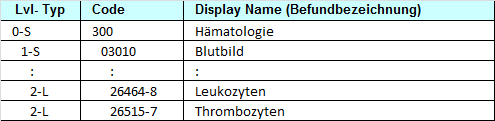 Lvl- Typ Code Display Name (Befundbezeichnung)
0-S 300 Hämatologie
1-S 03010 Blutbild
: : :
2-L 26464-8 Leukozyten
2-L 26515-7 Thrombozyten